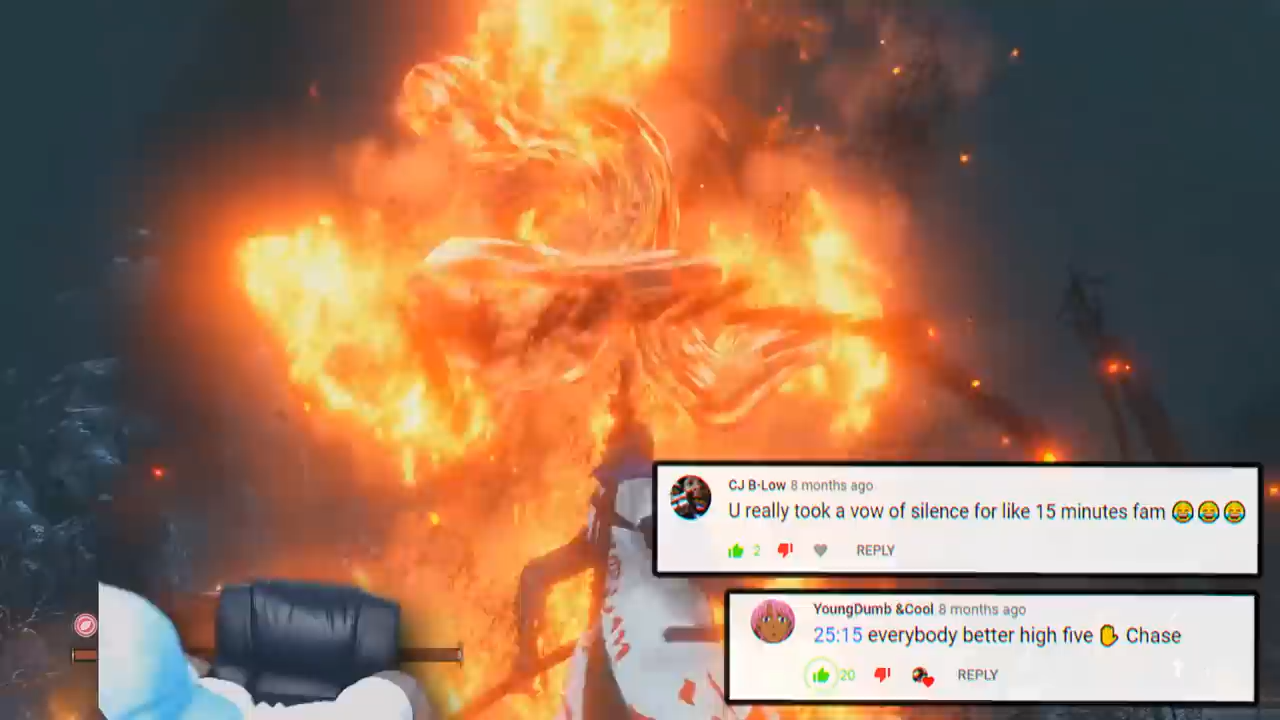 CJ B-Low 8 months ago
U really took a vow of silence for like 15 minutes fam 😂😂😂
2 REPLY
YoungDumb &Cool 8 months ago
25:15 everybody better high five ✋ Chase
20 REPLY